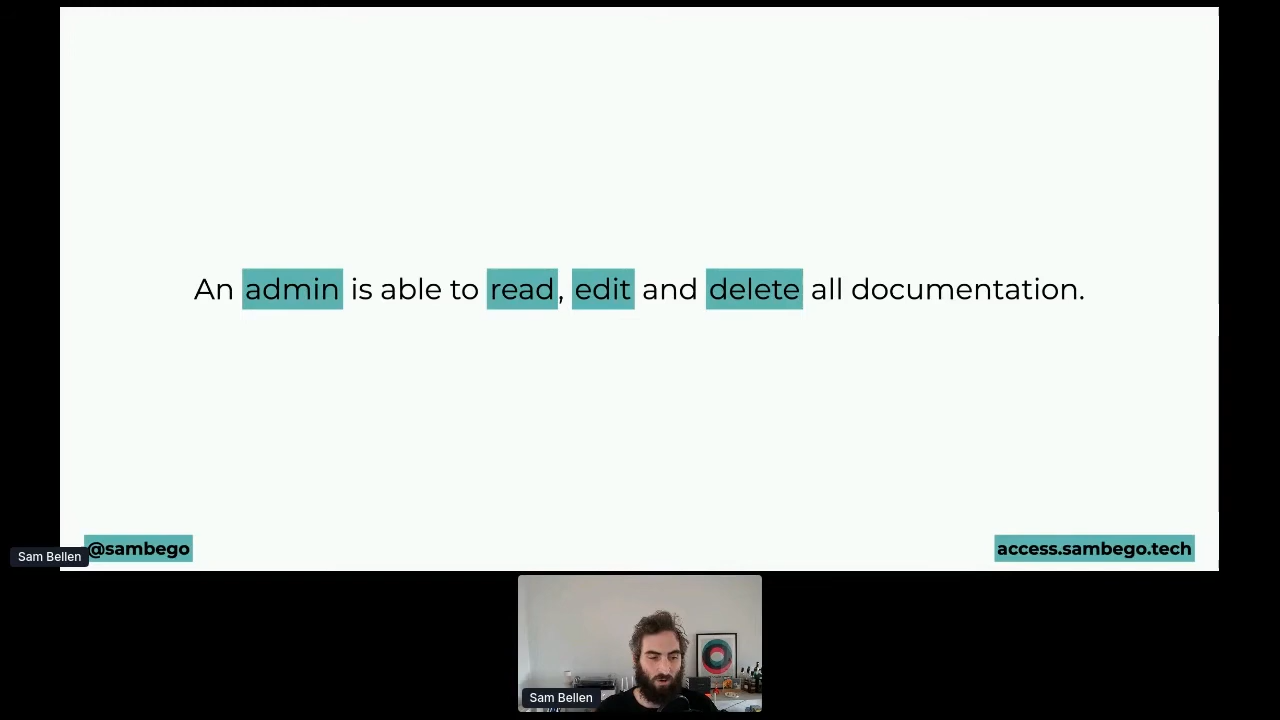 An admin is able to read, edit and delete all documentation.
@sambego
access.sambego.tech
Sam Bellen
Sam Bellen